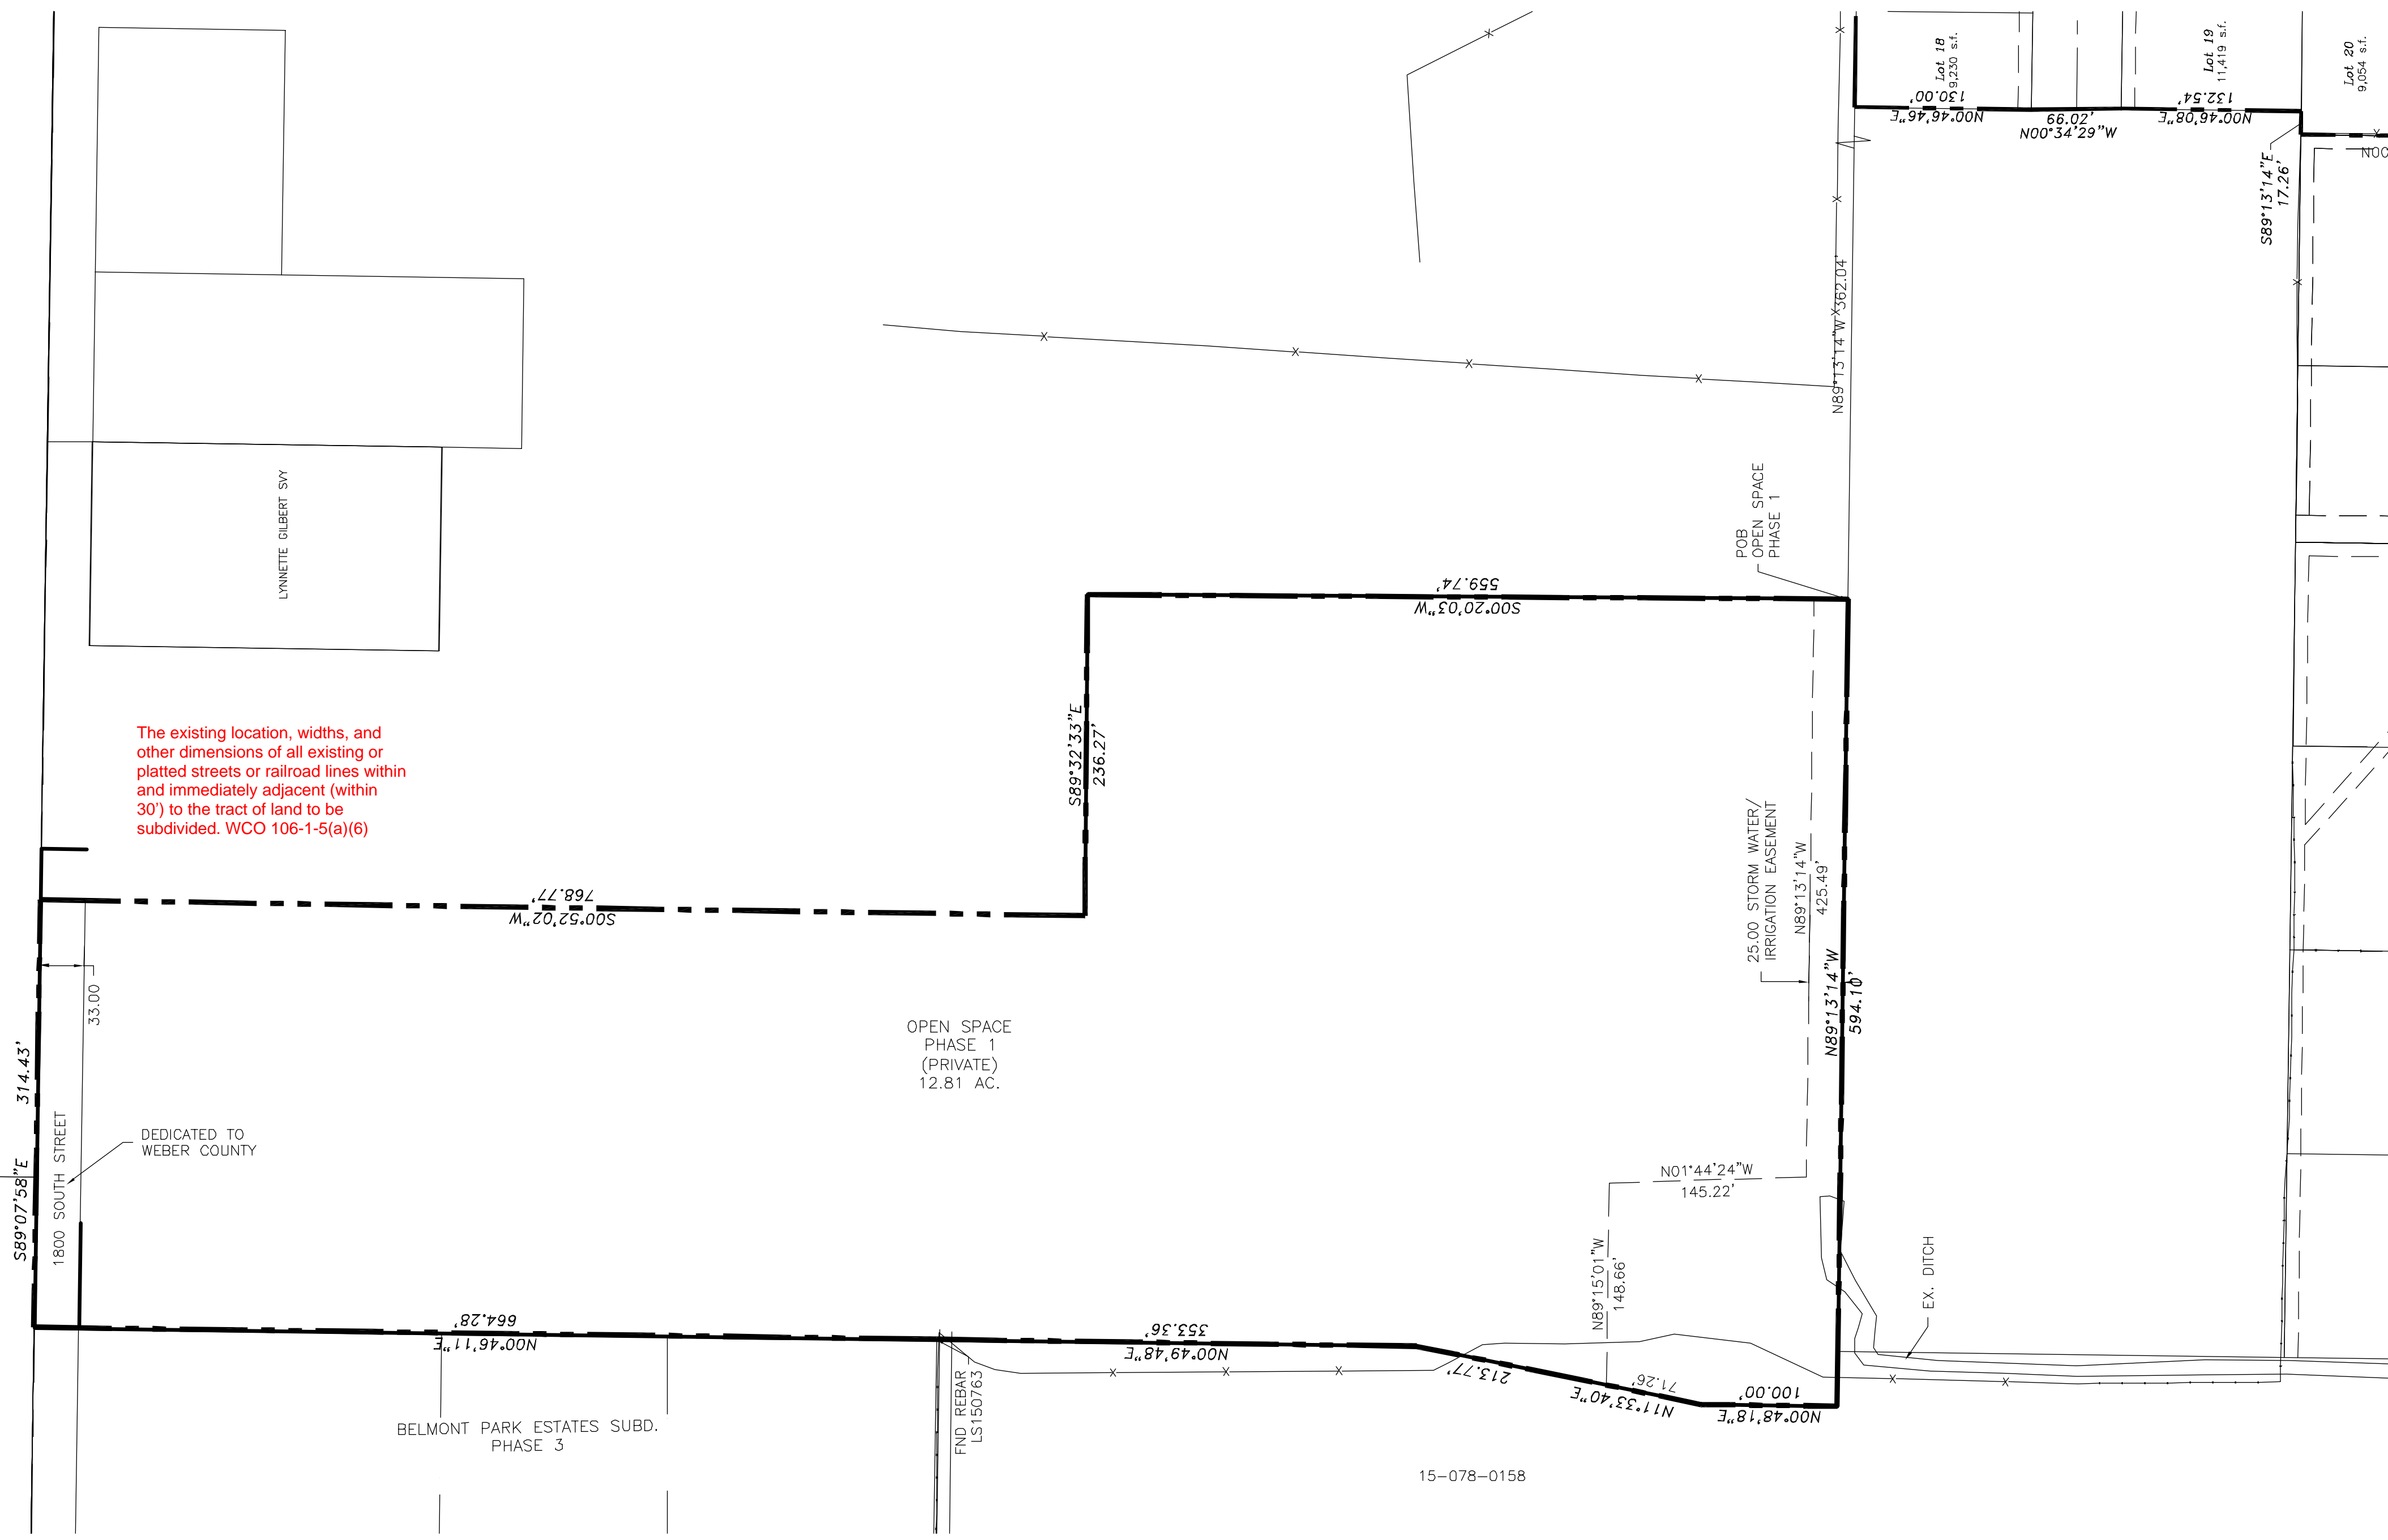 Lot 18
9,230 s.f.
Lot 19
11,419 s.f.
Lot 20
9,054 s.f.
130.00'
N00°46'46"E
66.02'
N00°34'29"W
132.54'
N00°46'08"E
S89°13'14"E
17.26'
N00
N89°13'14"W 362.04'
LYNNETTE GILBERT SVY
POB
OPEN SPACE
PHASE 1
559.74'
S00°20'03"W
The existing location, widths, and
other dimensions of all existing or
platted streets or railroad lines within
and immediately adjacent (within
30') to the tract of land to be
subdivided. WCO 106-1-5(a)(6)
S89°32'33"E
236.27'
768.77'
S00°52'02"W
25.00 STORM WATER/
IRRIGATION EASEMENT
N89°13'14"W
425.49'
N89°13'14"W
594.10'
33.00
OPEN SPACE
PHASE 1
(PRIVATE)
12.81 AC.
S89°07'58"E 314.43'
1800 SOUTH STREET
DEDICATED TO
WEBER COUNTY
N01°44'24"W
145.22'
N89°15'01"W
148.66'
EX. DITCH
664.28'
N00°46'11"E
353.36'
N00°49'48"E
213.77'
N11°33'40"E
71.26'
100.00'
N00°48'18"E
FND REBAR
LS150763
BELMONT PARK ESTATES SUBD.
PHASE 3
15-078-0158